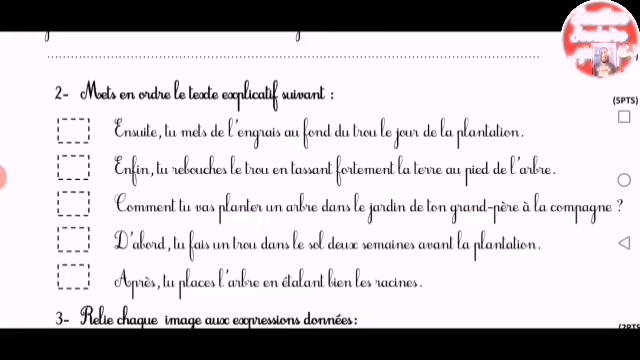 2- Mets en ordre le texte explicatif suivant :
(5PTS)
Ensuite, tu mets de l'engrais au fond du trou le jour de la plantation.
Enfin, tu rebouches le trou en tassant fortement la terre au pied de l'arbre.
Comment tu vas planter un arbre dans le jardin de ton grand-père à la compagne ?
D'abord, tu fais un trou dans le sol deux semaines avant la plantation.
Après, tu places l'arbre en étalant bien les racines.
3- Relie chaque image aux expressions données: